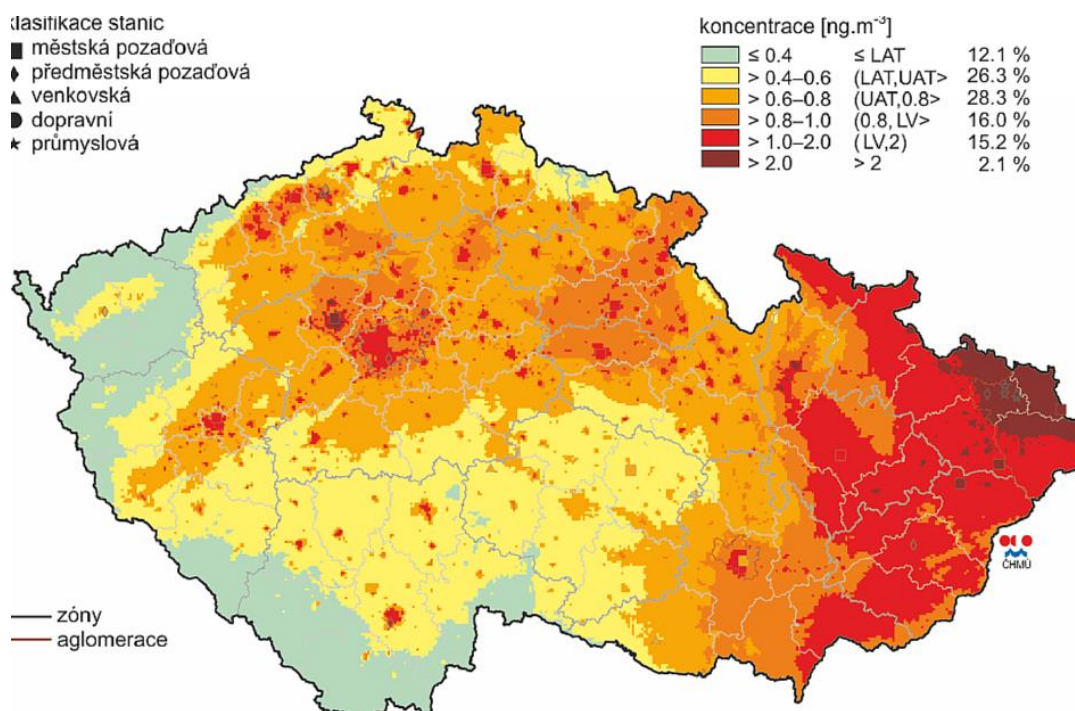 klasifikace stanic
městská pozaďová
předměstská pozaďová
venkovská
dopravní
průmyslová
koncentrace [ng.m⁻³]
≤ 0.4 ≤ LAT 12.1 %
> 0.4–0.6 (LAT,UAT> 26.3 %
> 0.6–0.8 (UAT,0.8> 28.3 %
> 0.8–1.0 (0.8, LV> 16.0 %
> 1.0–2.0 (LV,2) 15.2 %
> 2.0 > 2 2.1 %
ČHMÚ
zóny
aglomerace